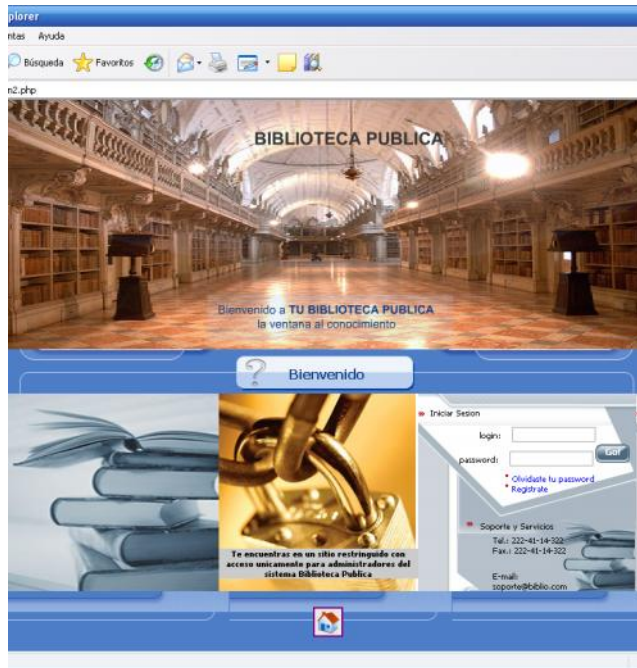 plorer
ntas Ayuda
Búsqueda Favoritos
n2.php
BIBLIOTECA PUBLICA
Bienvenido a TU BIBLIOTECA PUBLICA
la ventana al conocimiento
? Bienvenido
Iniciar Sesion
login:
password:
Go!
* Olvidaste tu password
* Registrate
Te encuentras en un sitio restringido con
acceso unicamente para administradores del
sistema Biblioteca Publica
Soporte y Servicios
Tel.: 222-41-14-322
Fax.: 222-41-14-322
E-mail:
soporte@biblio.com